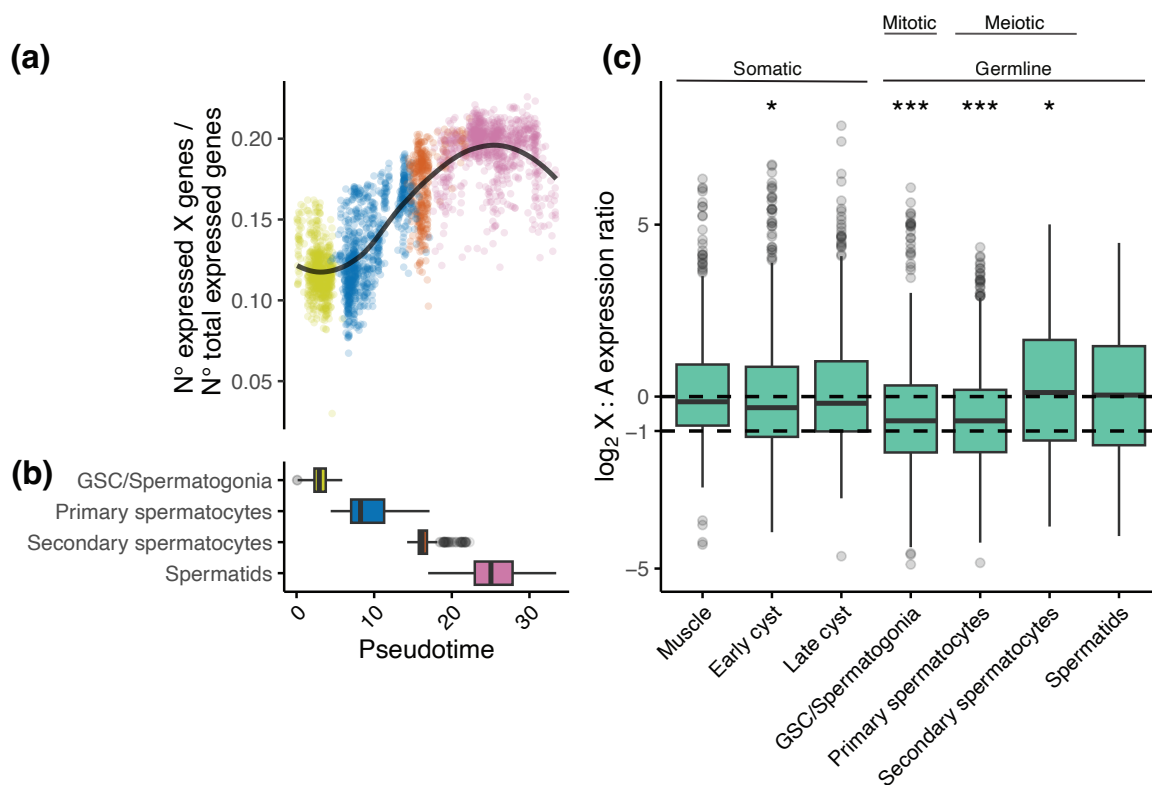 (a)
N° expressed X genes /
N° total expressed genes
0.20
0.15
0.10
0.05
(b)
GSC/Spermatogonia
Primary spermatocytes
Secondary spermatocytes
Spermatids
0
10
20
30
Pseudotime
(c)
Mitotic
Meiotic
Somatic
Germline
*
***
***
*
log₂ X : A expression ratio
5
0
−1
−5
Muscle
Early cyst
Late cyst
GSC/Spermatogonia
Primary spermatocytes
Secondary spermatocytes
Spermatids